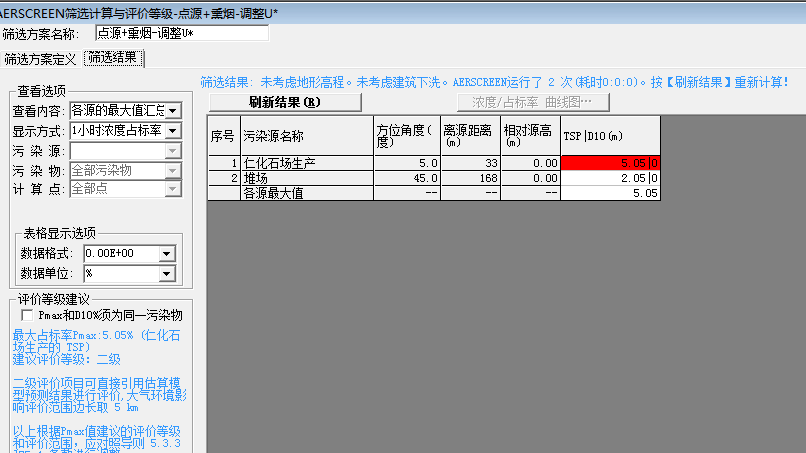 AERSCREEN筛选计算与评价等级-点源+熏烟-调整U*
筛选方案名称: 点源+熏烟-调整U*
筛选方案定义 筛选结果
筛选结果: 未考虑地形高程。未考虑建筑下洗。AERSCREEN运行了 2 次(耗时0:0:0)。按【刷新结果】重新计算!
刷新结果(R) 浓度/占标率 曲线图…
查看选项
查看内容: 各源的最大值汇总
显示方式: 1小时浓度占标率
污 染 源:
污 染 物: 全部污染物
计 算 点: 全部点
表格显示选项
数据格式: 0.00E+00
数据单位: %
评价等级建议
Pmax和D10%须为同一污染物
最大占标率Pmax:5.05% (仁化石
场生产的 TSP)
建议评价等级: 二级
二级评价项目可直接引用估算模
型预测结果进行评价,大气环境影
响评价范围边长取 5 km
以上根据Pmax值建议的评价等级
和评价范围, 应对照导则 5.3.3
序号 污染源名称 方位角度(度) 离源距离(m) 相对源高(m) TSP|D10(m)
1 仁化石场生产 5.0 33 0.00 5.05|0
2 堆场 45.0 168 0.00 2.05|0
各源最大值 -- -- -- 5.05